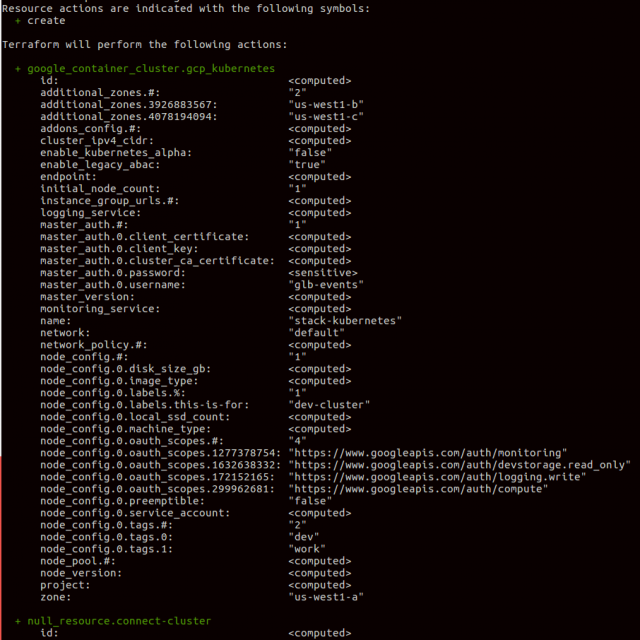 Resource actions are indicated with the following symbols:
  + create

Terraform will perform the following actions:

  + google_container_cluster.gcp_kubernetes
      id:                                    <computed>
      additional_zones.#:                    "2"
      additional_zones.3926883567:           "us-west1-b"
      additional_zones.4078194094:           "us-west1-c"
      addons_config.#:                       <computed>
      cluster_ipv4_cidr:                     <computed>
      enable_kubernetes_alpha:               "false"
      enable_legacy_abac:                    "true"
      endpoint:                              <computed>
      initial_node_count:                    "1"
      instance_group_urls.#:                 <computed>
      logging_service:                       <computed>
      master_auth.#:                         "1"
      master_auth.0.client_certificate:      <computed>
      master_auth.0.client_key:              <computed>
      master_auth.0.cluster_ca_certificate:  <computed>
      master_auth.0.password:                <sensitive>
      master_auth.0.username:                "glb-events"
      master_version:                        <computed>
      monitoring_service:                    <computed>
      name:                                  "stack-kubernetes"
      network:                               "default"
      network_policy.#:                      <computed>
      node_config.#:                         "1"
      node_config.0.disk_size_gb:            <computed>
      node_config.0.image_type:              <computed>
      node_config.0.labels.%:                "1"
      node_config.0.labels.this-is-for:      "dev-cluster"
      node_config.0.local_ssd_count:         <computed>
      node_config.0.machine_type:            <computed>
      node_config.0.oauth_scopes.#:          "4"
      node_config.0.oauth_scopes.1277378754: "https://www.googleapis.com/auth/monitoring"
      node_config.0.oauth_scopes.1632638332: "https://www.googleapis.com/auth/devstorage.read_only"
      node_config.0.oauth_scopes.172152165:  "https://www.googleapis.com/auth/logging.write"
      node_config.0.oauth_scopes.299962681:  "https://www.googleapis.com/auth/compute"
      node_config.0.preemptible:             "false"
      node_config.0.service_account:         <computed>
      node_config.0.tags.#:                  "2"
      node_config.0.tags.0:                  "dev"
      node_config.0.tags.1:                  "work"
      node_pool.#:                           <computed>
      node_version:                          <computed>
      project:                               <computed>
      zone:                                  "us-west1-a"

  + null_resource.connect-cluster
      id:                                    <computed>